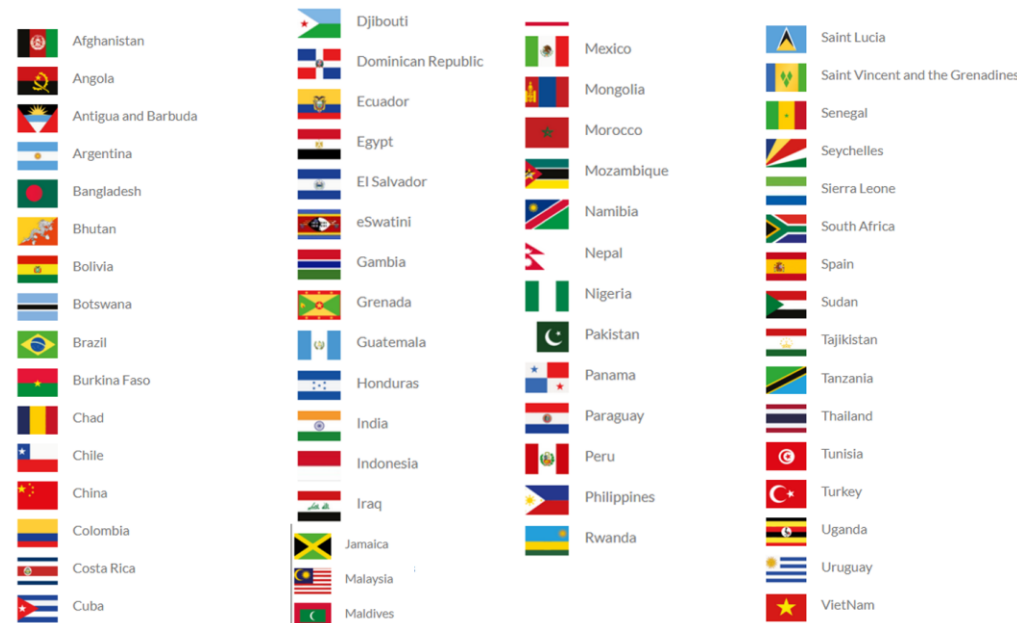 Afghanistan
Angola
Antigua and Barbuda
Argentina
Bangladesh
Bhutan
Bolivia
Botswana
Brazil
Burkina Faso
Chad
Chile
China
Colombia
Costa Rica
Cuba
Djibouti
Dominican Republic
Ecuador
Egypt
El Salvador
eSwatini
Gambia
Grenada
Guatemala
Honduras
India
Indonesia
Iraq
Jamaica
Malaysia
Maldives
Mexico
Mongolia
Morocco
Mozambique
Namibia
Nepal
Nigeria
Pakistan
Panama
Paraguay
Peru
Philippines
Rwanda
Saint Lucia
Saint Vincent and the Grenadines
Senegal
Seychelles
Sierra Leone
South Africa
Spain
Sudan
Tajikistan
Tanzania
Thailand
Tunisia
Turkey
Uganda
Uruguay
VietNam